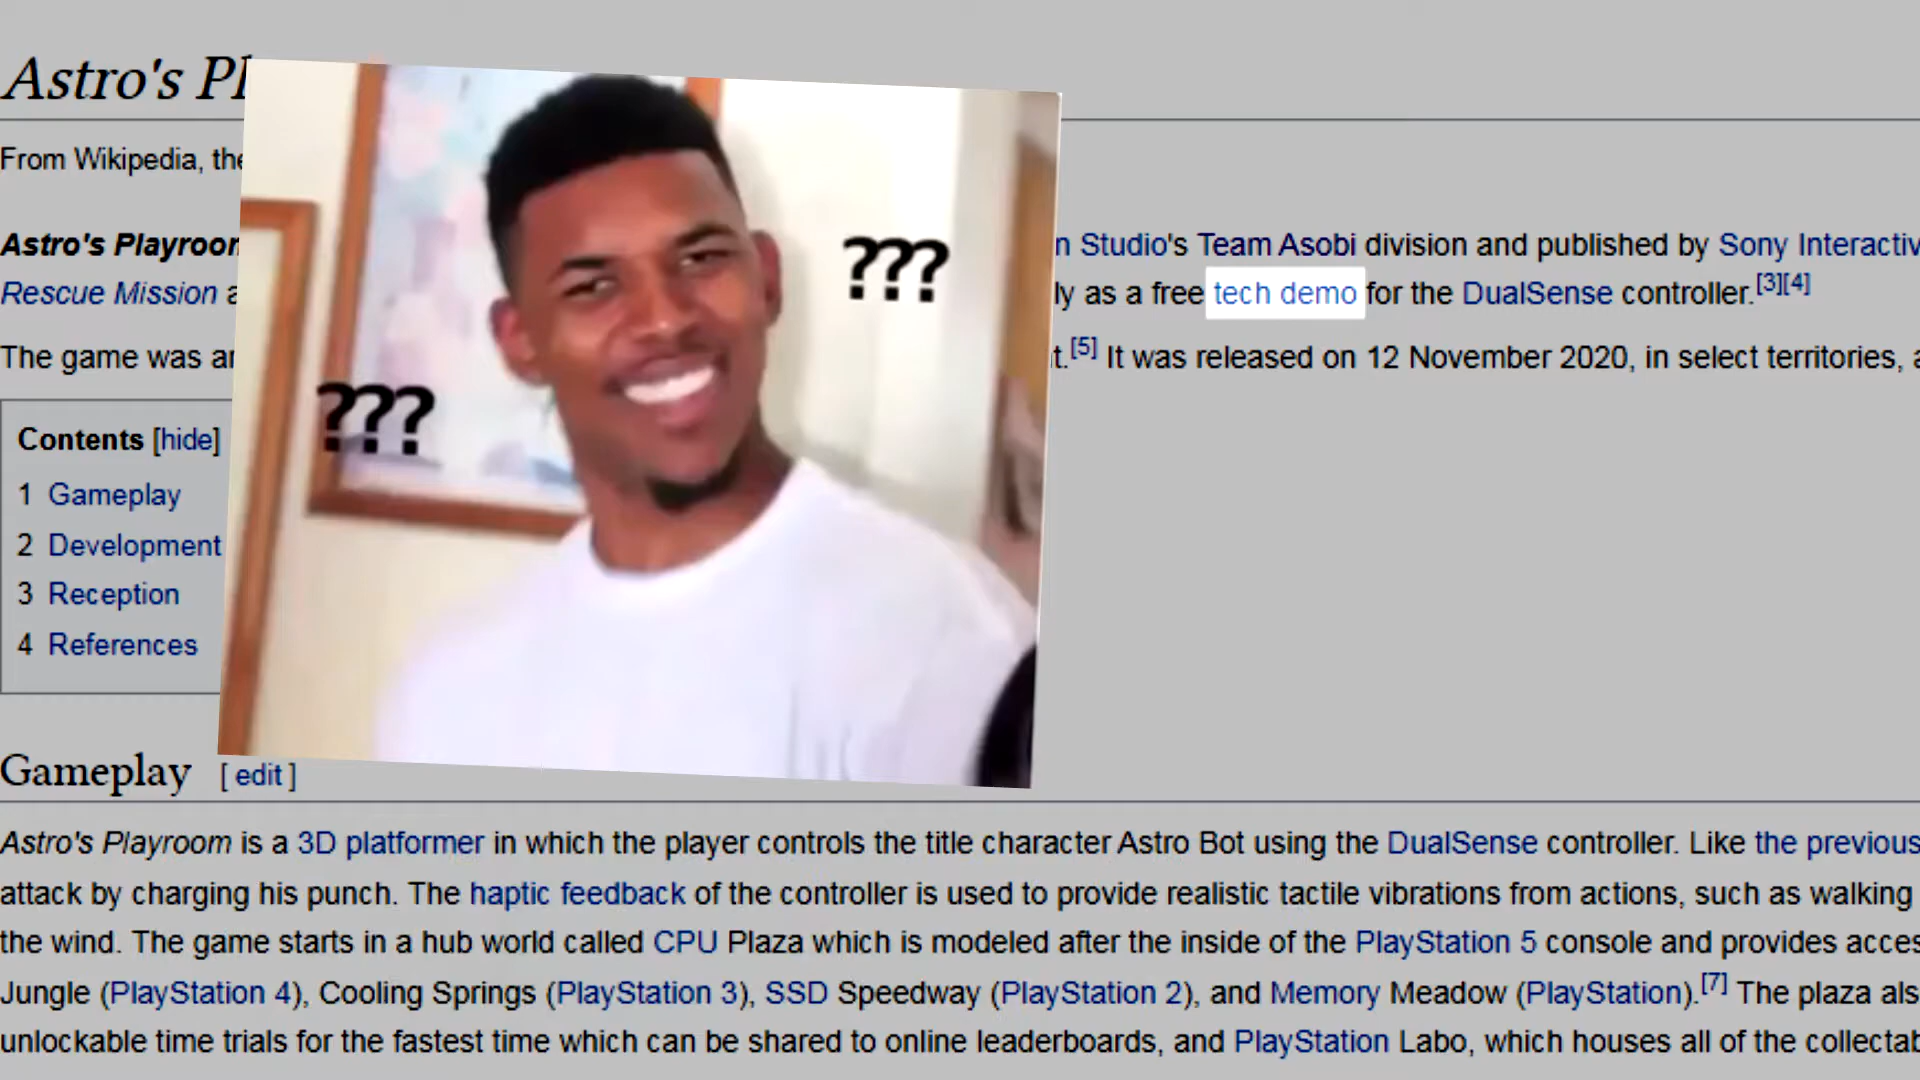 Astro's Pl
From Wikipedia, the
Astro's Playroon Studio's Team Asobi division and published by Sony Interactiv
Rescue Mission a ly as a free tech demo for the DualSense controller.[3][4]
The game was an t.[5] It was released on 12 November 2020, in select territories, a
???
???
Contents [hide]
1 Gameplay
2 Development
3 Reception
4 References
Gameplay [ edit ]
Astro's Playroom is a 3D platformer in which the player controls the title character Astro Bot using the DualSense controller. Like the previous
attack by charging his punch. The haptic feedback of the controller is used to provide realistic tactile vibrations from actions, such as walking
the wind. The game starts in a hub world called CPU Plaza which is modeled after the inside of the PlayStation 5 console and provides acces
Jungle (PlayStation 4), Cooling Springs (PlayStation 3), SSD Speedway (PlayStation 2), and Memory Meadow (PlayStation).[7] The plaza als
unlockable time trials for the fastest time which can be shared to online leaderboards, and PlayStation Labo, which houses all of the collectab